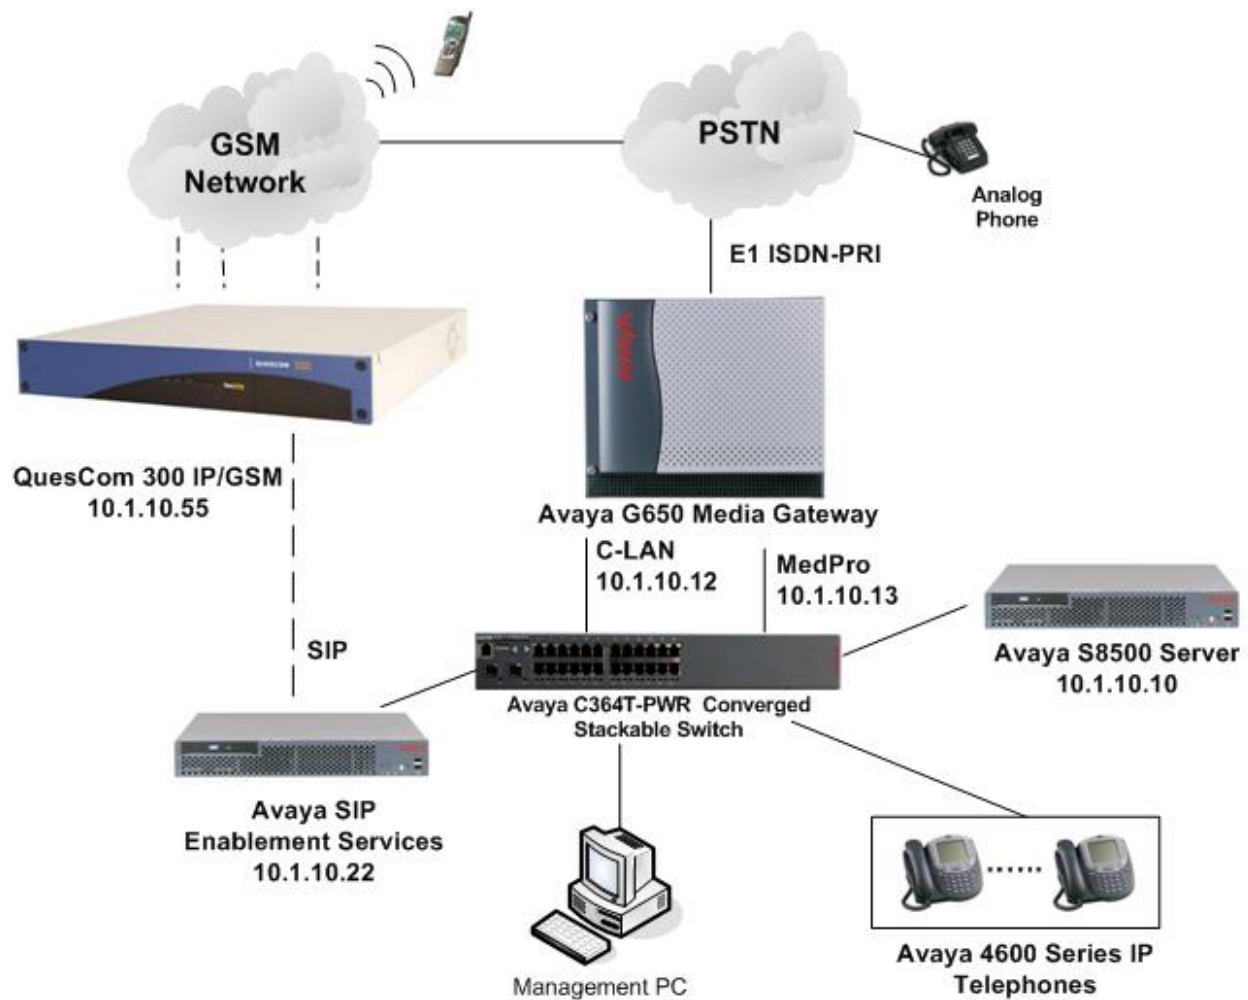 GSM
Network
PSTN
Analog
Phone
E1 ISDN-PRI
AVAYA
QuesCom 300 IP/GSM
10.1.10.55
Avaya G650 Media Gateway
C-LAN
10.1.10.12
MedPro
10.1.10.13
SIP
Avaya S8500 Server
10.1.10.10
Avaya C364T-PWR Converged
Stackable Switch
Avaya SIP
Enablement Services
10.1.10.22
Management PC
Avaya 4600 Series IP
Telephones